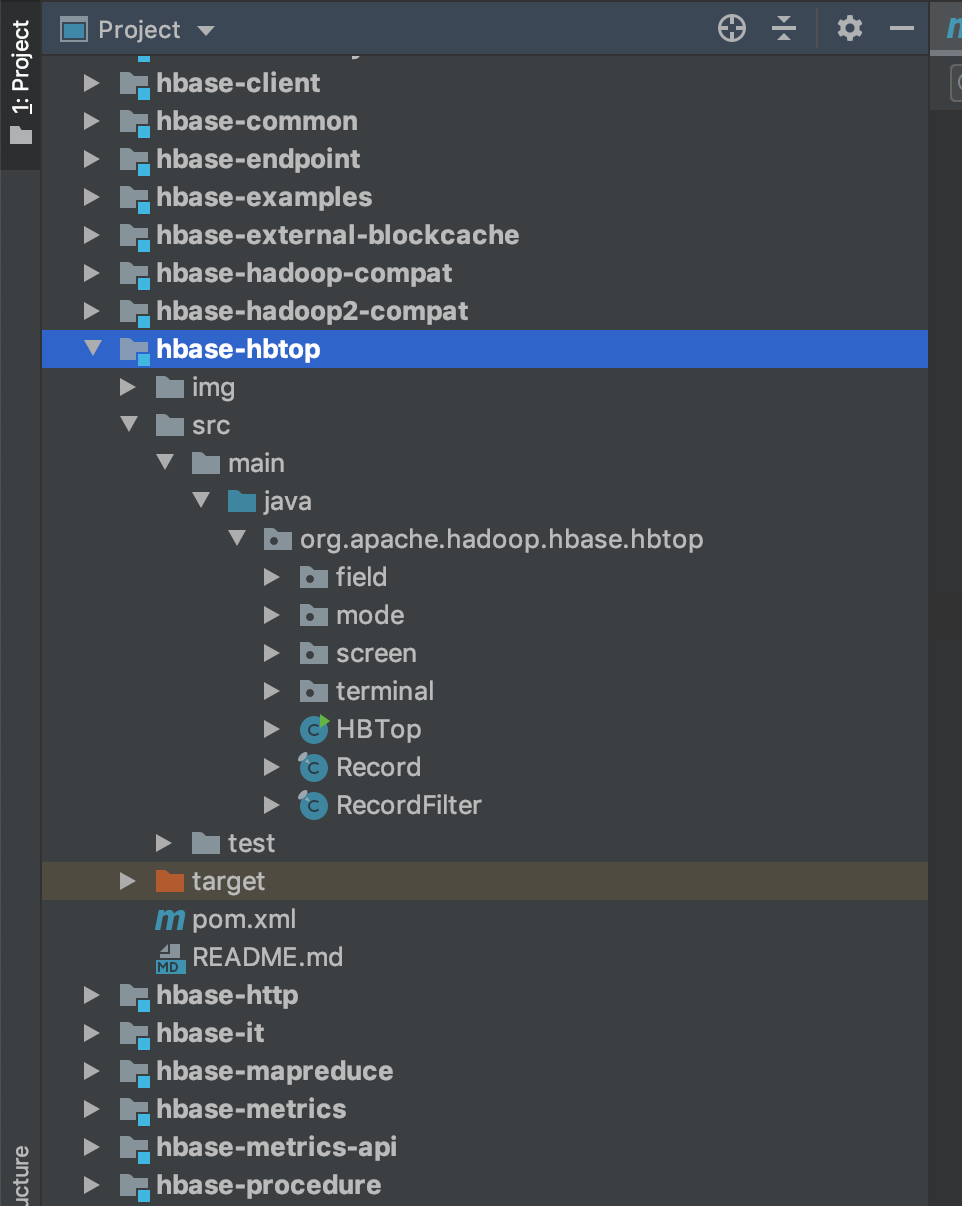 1: Project
Project
hbase-client
hbase-common
hbase-endpoint
hbase-examples
hbase-external-blockcache
hbase-hadoop-compat
hbase-hadoop2-compat
hbase-hbtop
img
src
main
java
org.apache.hadoop.hbase.hbtop
field
mode
screen
terminal
C HBTop
C Record
C RecordFilter
test
target
m pom.xml
MD README.md
hbase-http
hbase-it
hbase-mapreduce
hbase-metrics
hbase-metrics-api
hbase-procedure
ucture